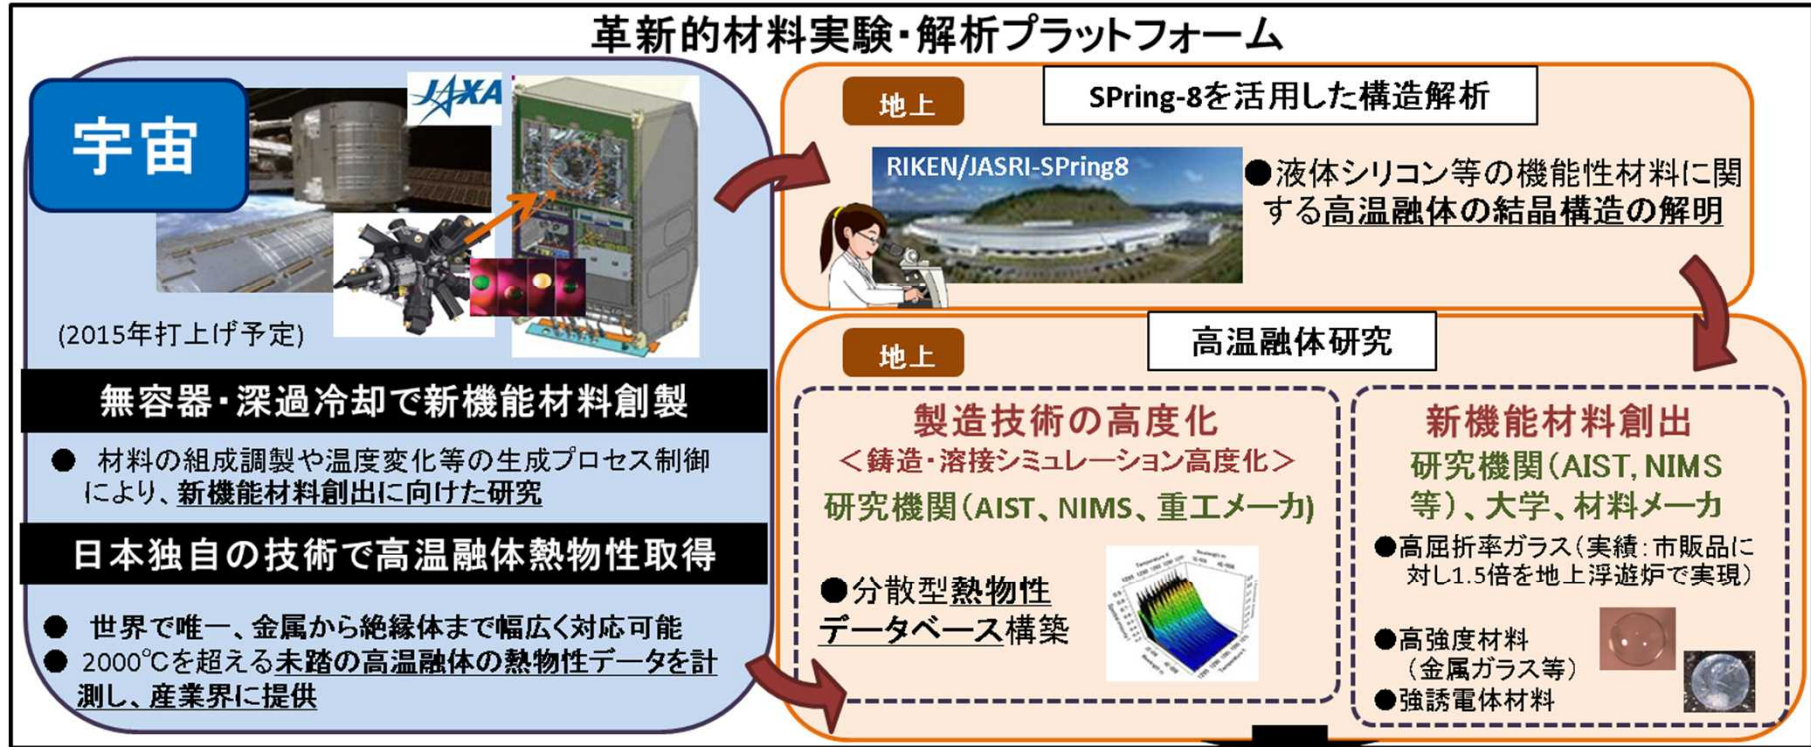 革新的材料実験・解析プラットフォーム
宇宙
JAXA
(2015年打上げ予定)
無容器・深過冷却で新機能材料創製
● 材料の組成調製や温度変化等の生成プロセス制御
により、新機能材料創出に向けた研究
日本独自の技術で高温融体熱物性取得
● 世界で唯一、金属から絶縁体まで幅広く対応可能
● 2000℃を超える未踏の高温融体の熱物性データを計
測し、産業界に提供
地上
SPring-8を活用した構造解析
RIKEN/JASRI-SPring8
●液体シリコン等の機能性材料に関
する高温融体の結晶構造の解明
地上
高温融体研究
製造技術の高度化
＜鋳造・溶接シミュレーション高度化＞
研究機関(AIST、NIMS、重工メーカ)
●分散型熱物性
データベース構築
新機能材料創出
研究機関(AIST, NIMS
等)、大学、材料メーカ
●高屈折率ガラス(実績：市販品に
対し1.5倍を地上浮遊炉で実現)
●高強度材料
(金属ガラス等)
●強誘電体材料